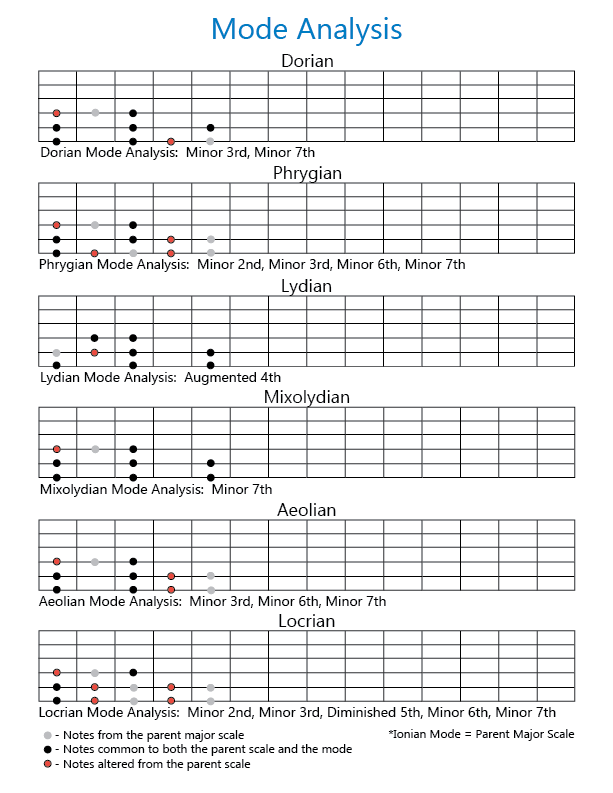 Mode Analysis
Dorian
Dorian Mode Analysis:  Minor 3rd, Minor 7th
Phrygian
Phrygian Mode Analysis:  Minor 2nd, Minor 3rd, Minor 6th, Minor 7th
Lydian
Lydian Mode Analysis:  Augmented 4th
Mixolydian
Mixolydian Mode Analysis:  Minor 7th
Aeolian
Aeolian Mode Analysis:  Minor 3rd, Minor 6th, Minor 7th
Locrian
Locrian Mode Analysis:  Minor 2nd, Minor 3rd, Diminished 5th, Minor 6th, Minor 7th
- Notes from the parent major scale
*Ionian Mode = Parent Major Scale
- Notes common to both the parent scale and the mode
- Notes altered from the parent scale